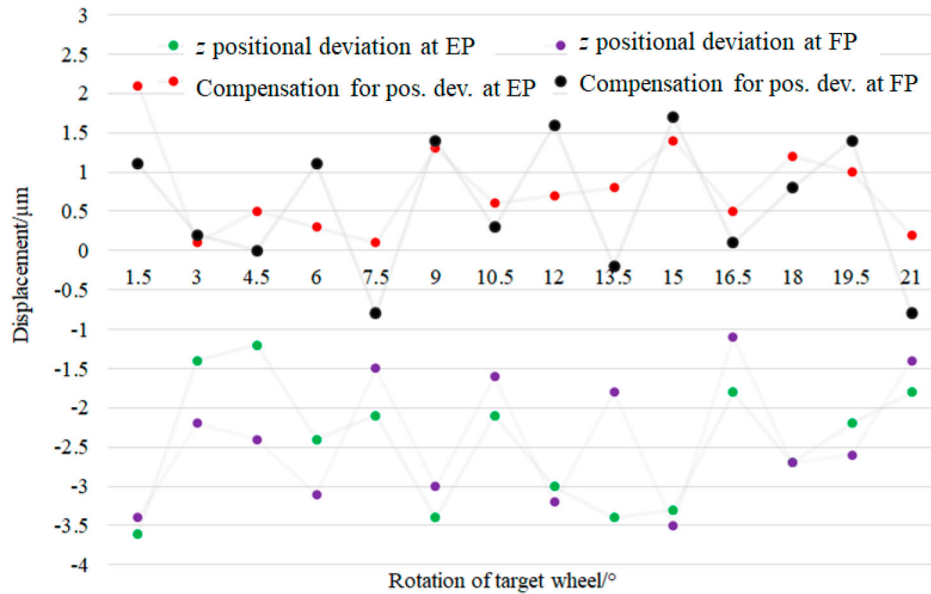 3
2.5
z positional deviation at EP
z positional deviation at FP
2
Compensation for pos. dev. at EP
Compensation for pos. dev. at FP
1.5
1
0.5
0
1.5 3 4.5 6 7.5 9 10.5 12 13.5 15 16.5 18 19.5 21
-0.5
-1
-1.5
-2
-2.5
-3
-3.5
-4
Displacement/μm
Rotation of target wheel/°